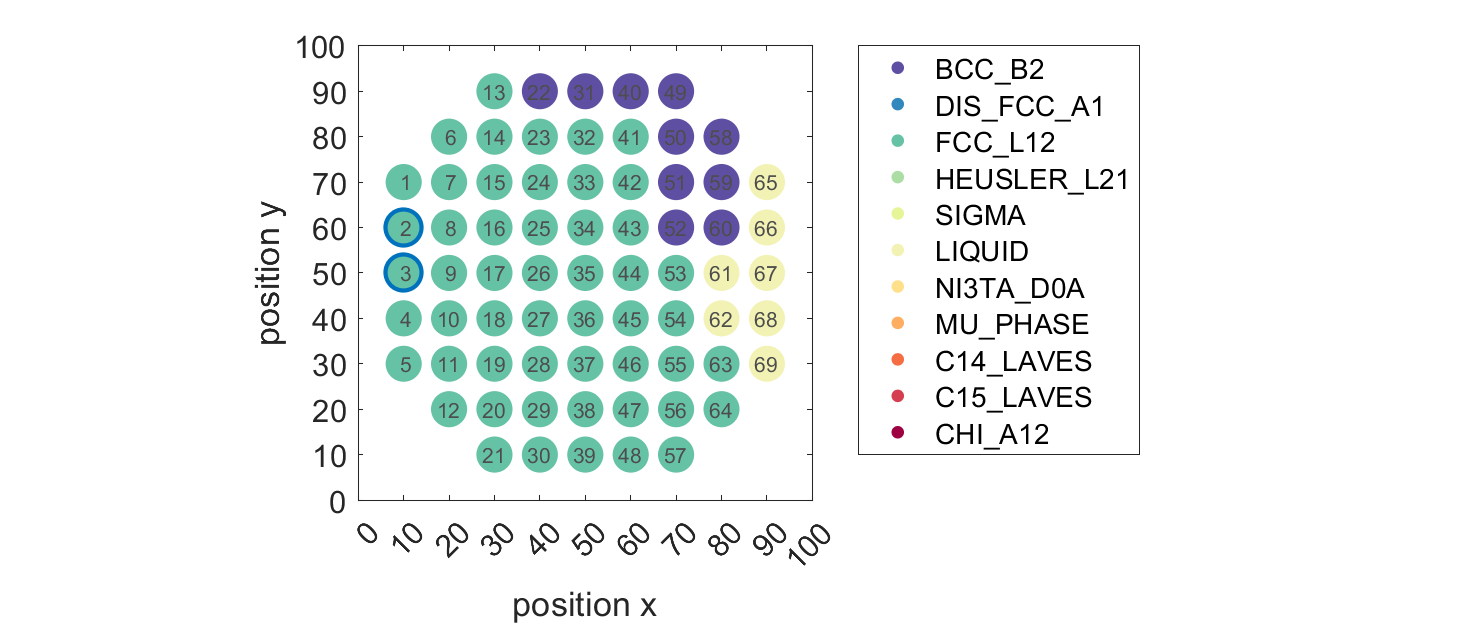 100
90
80
70
60
50
40
30
20
10
0
13 22 31 40 49
6 14 23 32 41 50 58
1 7 15 24 33 42 51 59 65
2 8 16 25 34 43 52 60 66
3 9 17 26 35 44 53 61 67
4 10 18 27 36 45 54 62 68
5 11 19 28 37 46 55 63 69
12 20 29 38 47 56 64
21 30 39 48 57
0 10 20 30 40 50 60 70 80 90 100
position x
position y
BCC_B2
DIS_FCC_A1
FCC_L12
HEUSLER_L21
SIGMA
LIQUID
NI3TA_D0A
MU_PHASE
C14_LAVES
C15_LAVES
CHI_A12